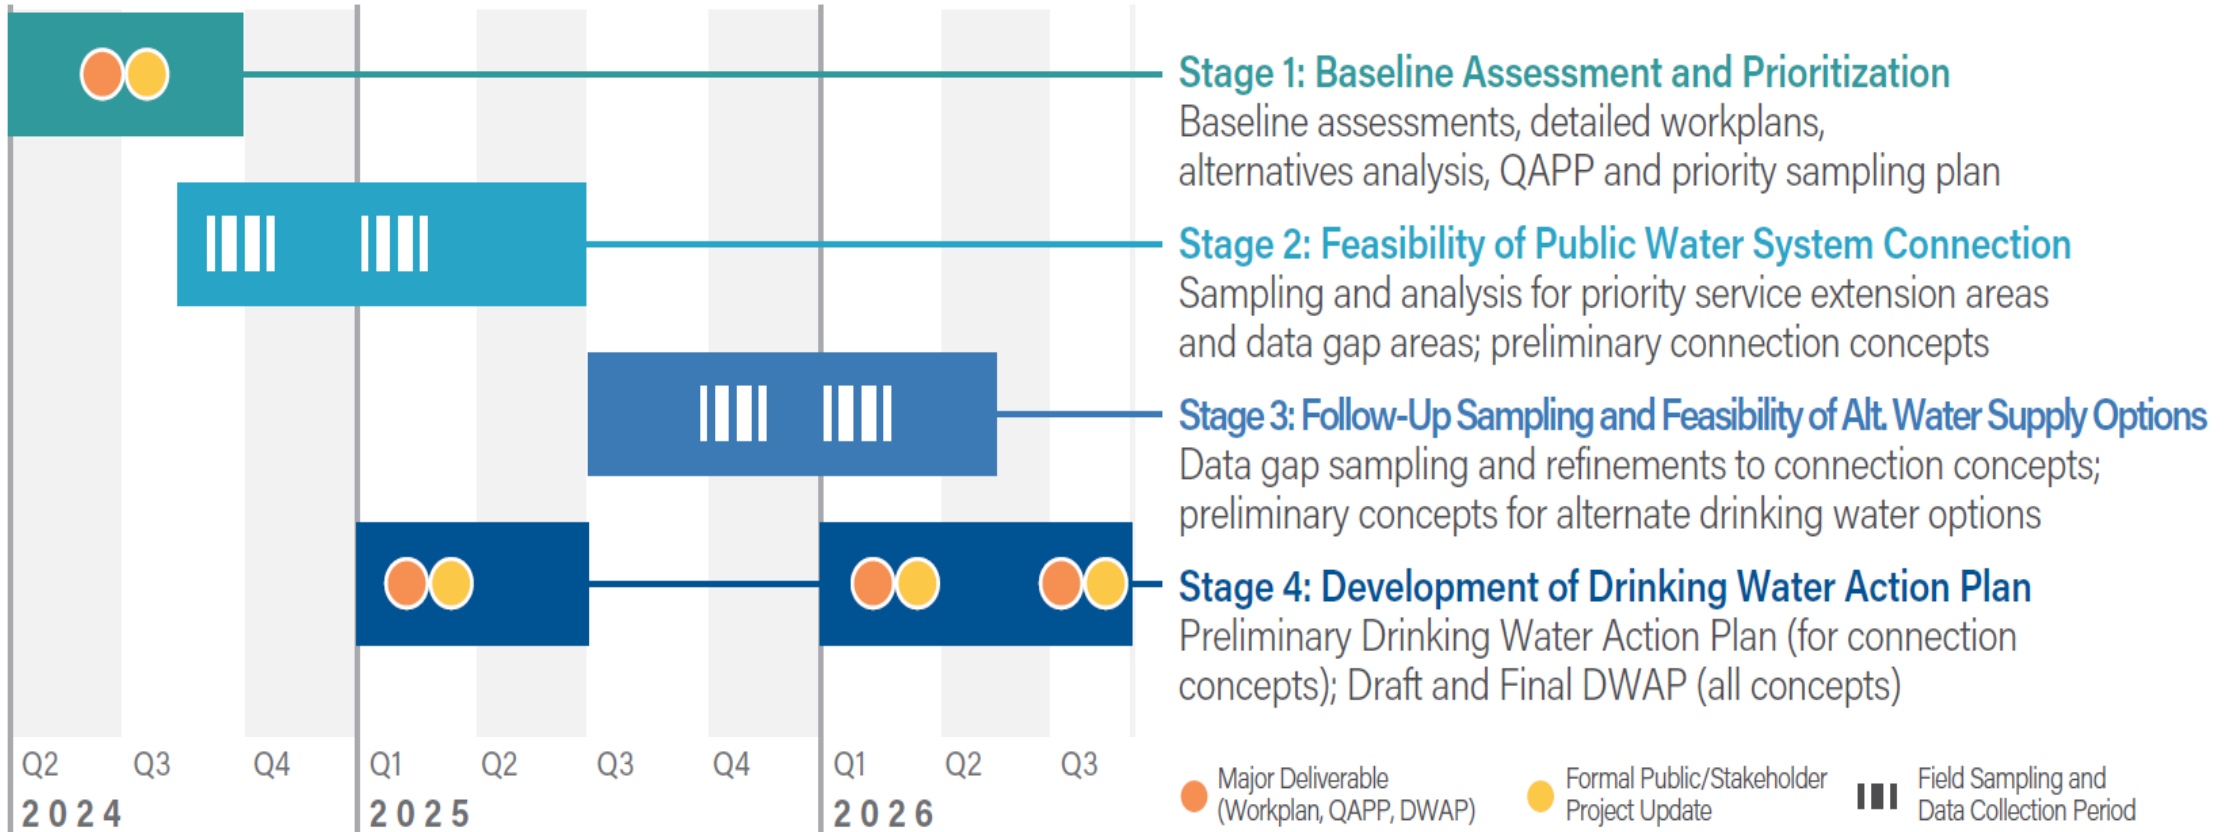 Stage 1: Baseline Assessment and Prioritization
Baseline assessments, detailed workplans,
alternatives analysis, QAPP and priority sampling plan
Stage 2: Feasibility of Public Water System Connection
Sampling and analysis for priority service extension areas
and data gap areas; preliminary connection concepts
Stage 3: Follow-Up Sampling and Feasibility of Alt. Water Supply Options
Data gap sampling and refinements to connection concepts;
preliminary concepts for alternate drinking water options
Stage 4: Development of Drinking Water Action Plan
Preliminary Drinking Water Action Plan (for connection
concepts); Draft and Final DWAP (all concepts)
Q2 Q3 Q4 Q1 Q2 Q3 Q4 Q1 Q2 Q3
2024 2025 2026
Major Deliverable
(Workplan, QAPP, DWAP)
Formal Public/Stakeholder
Project Update
Field Sampling and
Data Collection Period